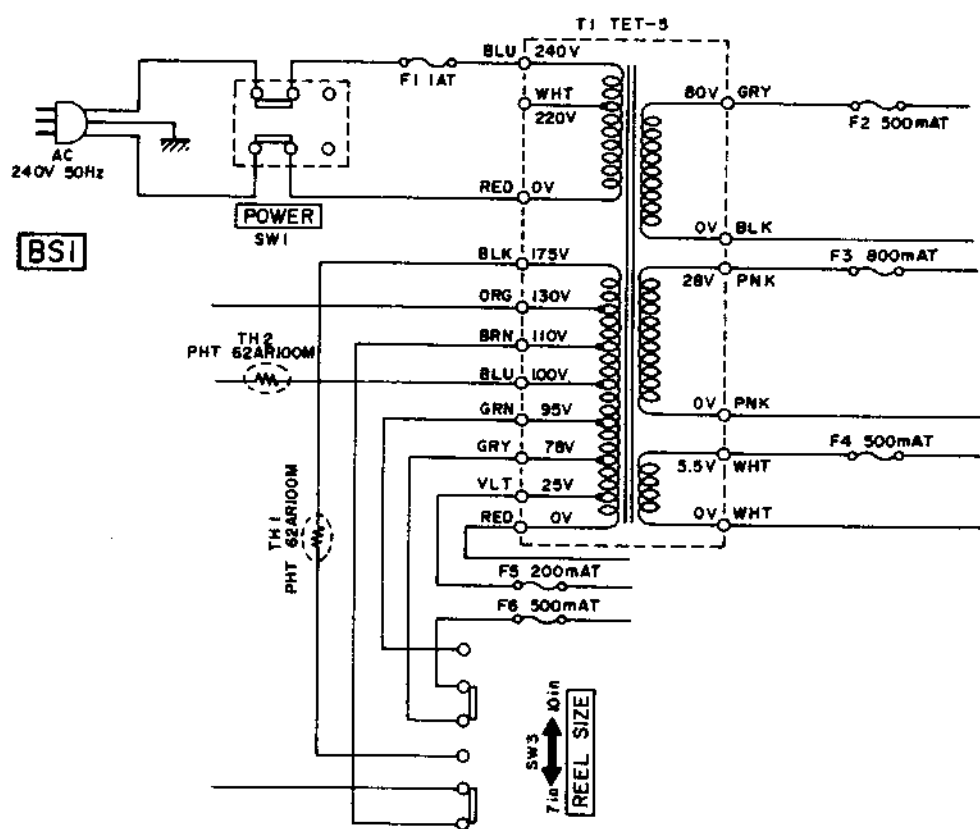 T1 TET-5
BLU 240V
F1 1AT
WHT
220V
80V GRY
F2 500mAT
AC
240V 50Hz
RED 0V
POWER
SW1
0V BLK
BS1
BLK 175V
F3 800mAT
28V PNK
ORG 130V
TH2
PHT 62AR100M
BRN 110V
BLU 100V
GRN 95V
0V PNK
GRY 78V
F4 500mAT
5.5V WHT
VLT 25V
RED 0V
0V WHT
TH1
PHT 62AR100M
F5 200mAT
F6 500mAT
SW3
7in 10in
REEL SIZE